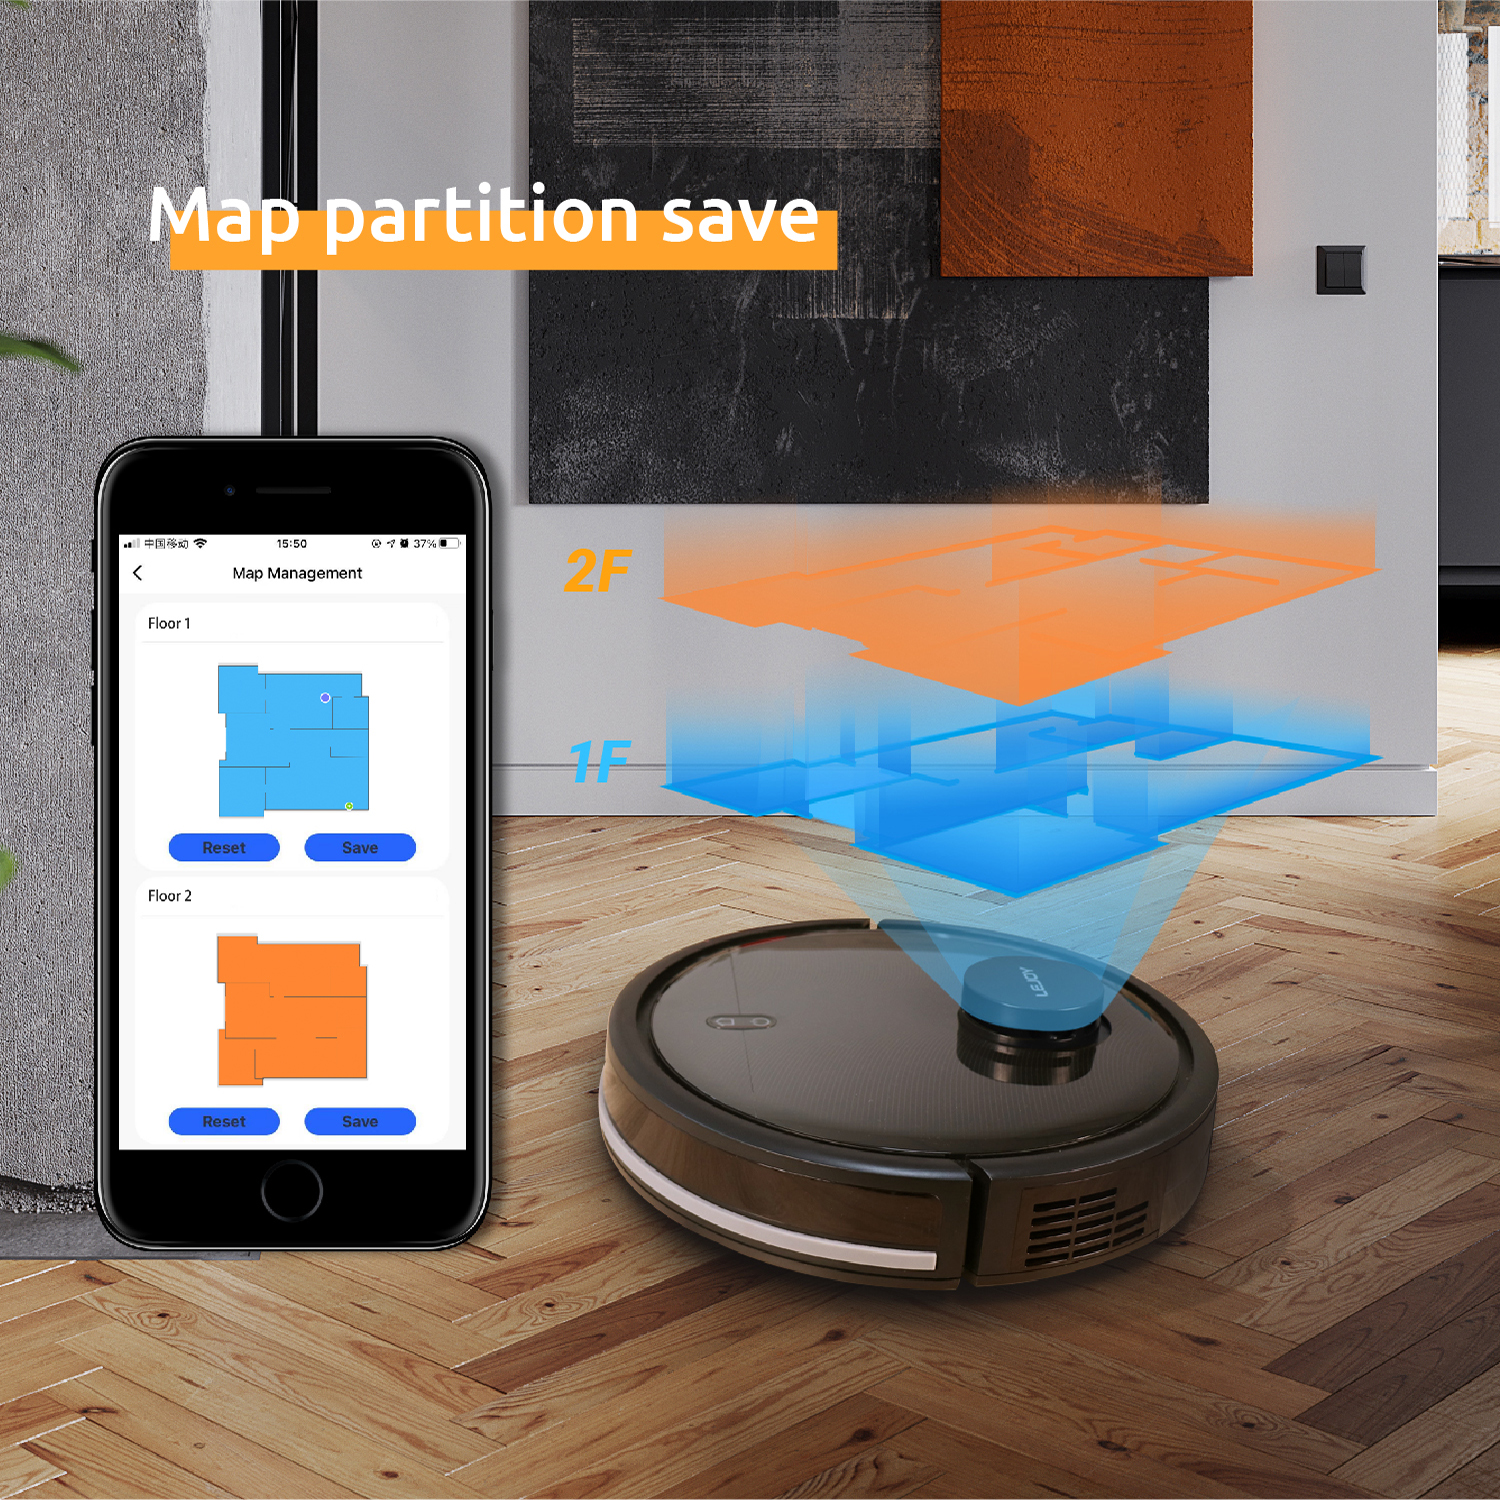 Map partition save
中国移动
15:50
37%
Map Management
Floor 1
Reset
Save
Floor 2
Reset
Save
2F
1F
LEJOY